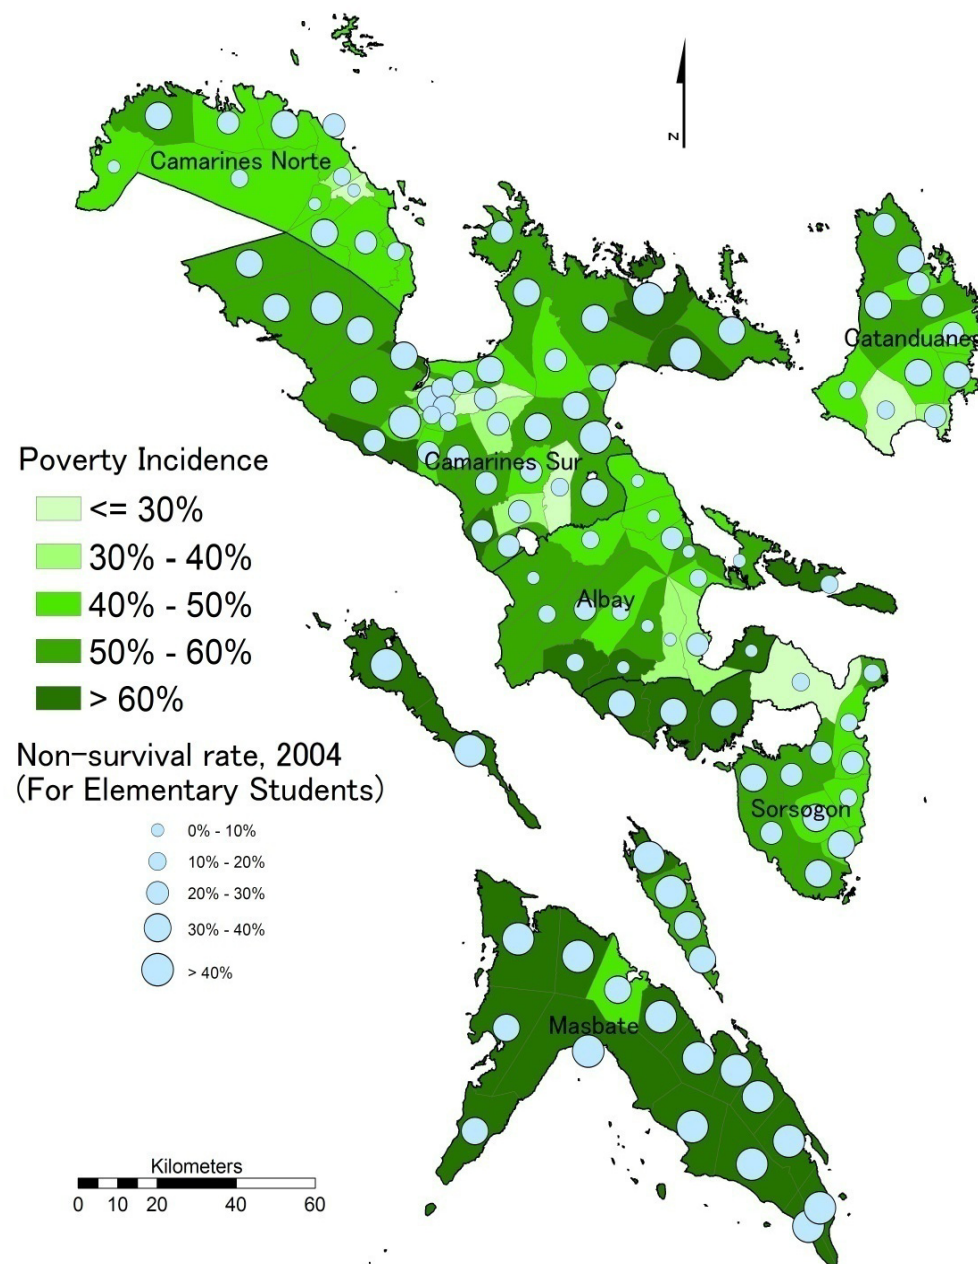 N
Camarines Norte
Catanduanes
Camarines Sur
Poverty Incidence
<= 30%
30% - 40%
40% - 50%
50% - 60%
> 60%
Albay
Non-survival rate, 2004
(For Elementary Students)
0% - 10%
10% - 20%
20% - 30%
30% - 40%
> 40%
Sorsogon
Masbate
Kilometers
0 10 20 40 60